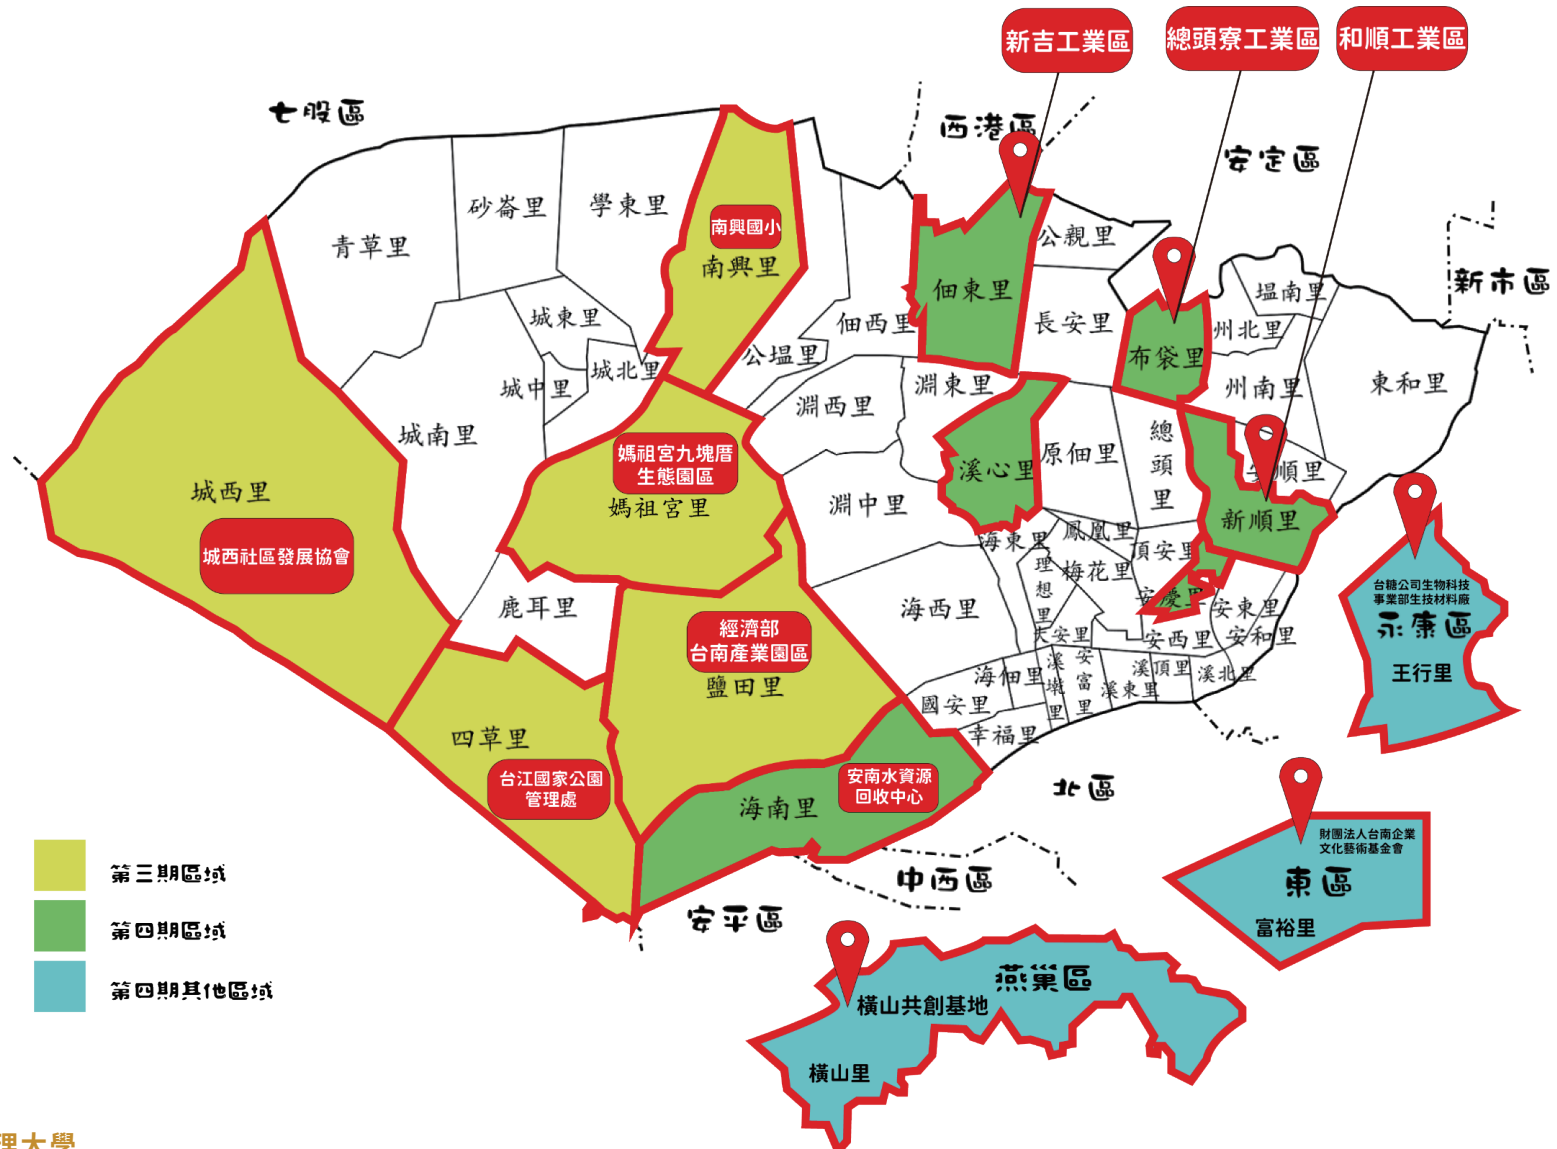 新吉工業區
總頭寮工業區
和順工業區
七股區
西港區
安定區
新市區
砂崙里
學東里
青草里
南興國小
南興里
公親里
佃東里
塭南里
城東里
佃西里
長安里
州北里
公塭里
布袋里
城北里
城中里
淵東里
州南里
東和里
淵西里
城南里
總頭里
媽祖宮九塊厝
生態園區
原佃里
溪心里
安順里
城西里
媽祖宮里
淵中里
新順里
城西社區發展協會
海東里
鳳凰里
頂安里
理想里
梅花里
鹿耳里
海西里
安慶里
安東里
台糖公司生物科技
事業部生技材料廠
永康區
王行里
經濟部
台南產業園區
大安里
安西里
安和里
鹽田里
海佃里
溪墘里
安富里
溪頂里
溪東里
溪北里
國安里
幸福里
四草里
台江國家公園
管理處
安南水資源
回收中心
海南里
北區
中西區
安平區
財團法人台南企業
文化藝術基金會
東區
富裕里
第三期區域
第四期區域
第四期其他區域
燕巢區
橫山共創基地
橫山里
理大學